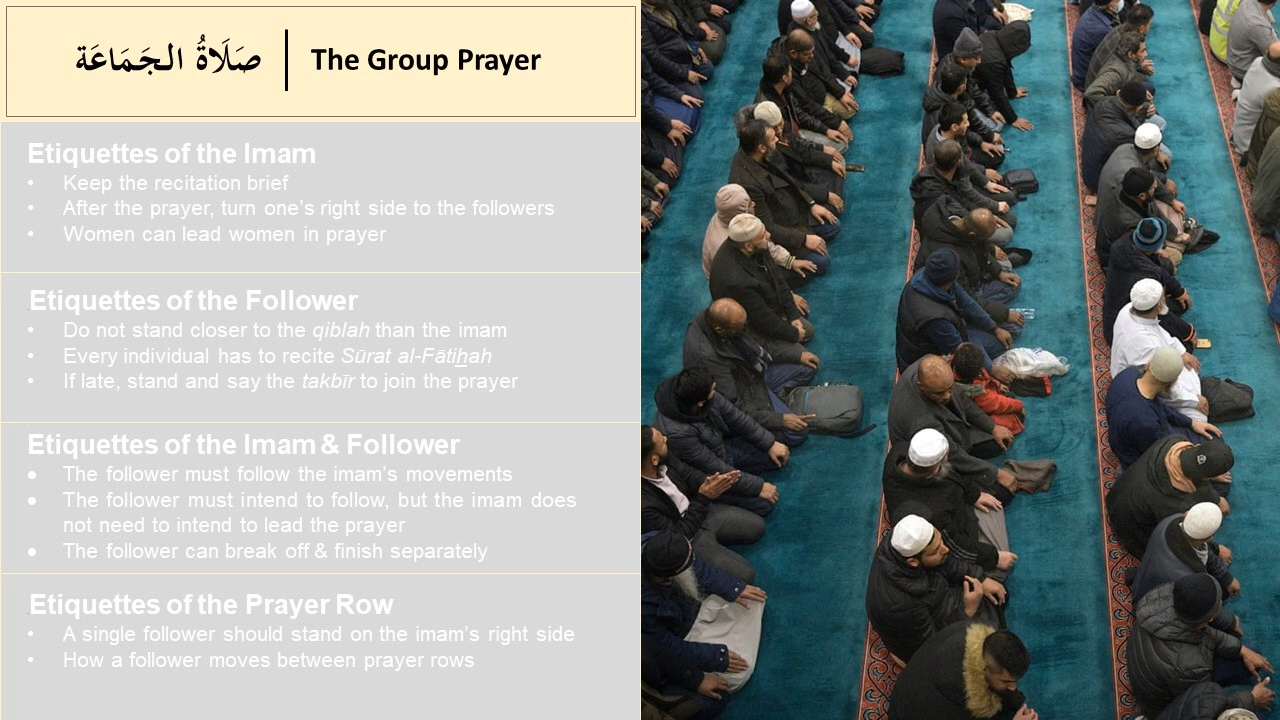 صَلَاةُ الجَمَاعَة | The Group Prayer
Etiquettes of the Imam
• Keep the recitation brief
• After the prayer, turn one’s right side to the followers
• Women can lead women in prayer
Etiquettes of the Follower
• Do not stand closer to the qiblah than the imam
• Every individual has to recite Sūrat al-Fātiḥah
• If late, stand and say the takbīr to join the prayer
Etiquettes of the Imam & Follower
● The follower must follow the imam’s movements
● The follower must intend to follow, but the imam does
not need to intend to lead the prayer
● The follower can break off & finish separately
Etiquettes of the Prayer Row
• A single follower should stand on the imam’s right side
• How a follower moves between prayer rows